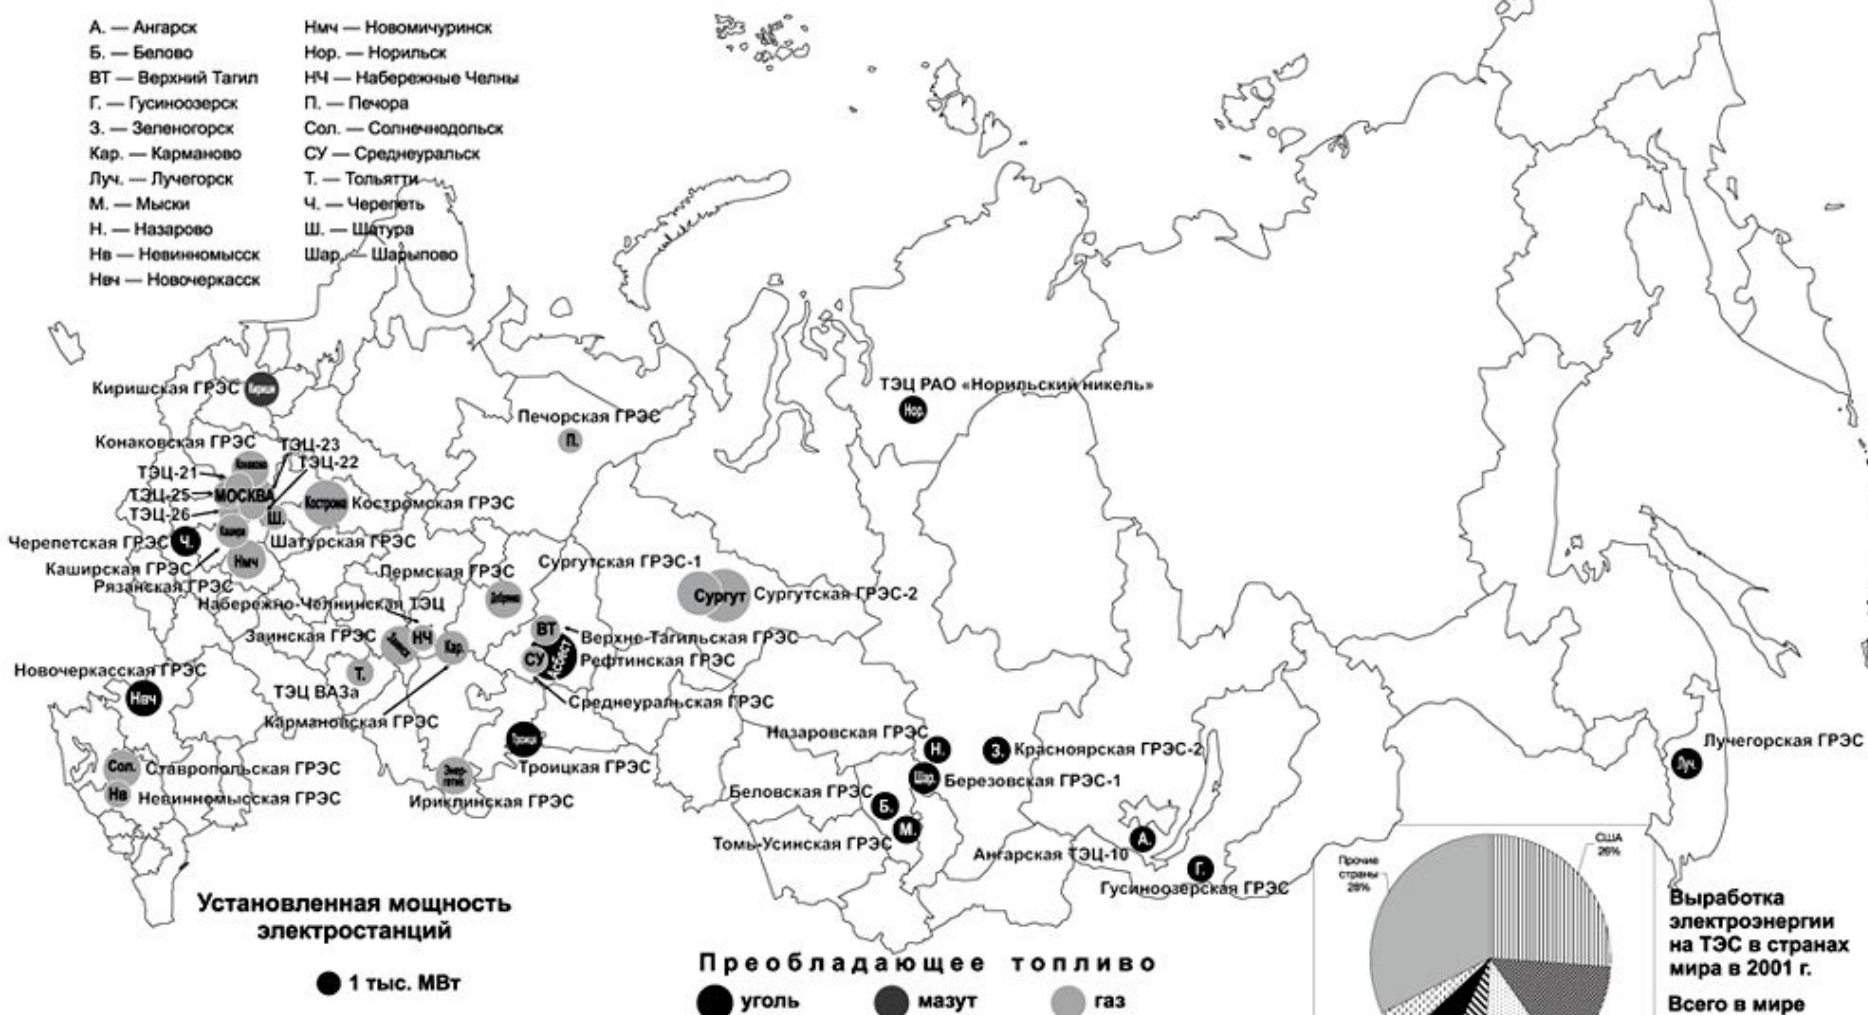 А. — Ангарск
Б. — Белово
ВТ — Верхний Тагил
Г. — Гусиноозерск
З. — Зеленогорск
Кар. — Карманово
Луч. — Лучегорск
М. — Мыски
Н. — Назарово
Нв — Невинномысск
Нвч — Новочеркасск
Нмч — Новомичуринск
Нор. — Норильск
НЧ — Набережные Челны
П. — Печора
Сол. — Солнечнодольск
СУ — Среднеуральск
Т. — Тольятти
Ч. — Черепеть
Ш. — Шатура
Шар. — Шарыпово
Киришская ГРЭС
Кириши
ТЭЦ РАО «Норильский никель»
Нор.
Печорская ГРЭС
П.
Конаковская ГРЭС
Конаково
ТЭЦ-23
ТЭЦ-22
ТЭЦ-21
ТЭЦ-25
МОСКВА
ТЭЦ-26
Кострома
Костромская ГРЭС
Ш.
Шатурская ГРЭС
Черепетская ГРЭС
Ч.
Кашира
Каширская ГРЭС
Нмч
Рязанская ГРЭС
Пермская ГРЭС
Добрянка
Сургутская ГРЭС-1
Сургут
Сургутская ГРЭС-2
Набережно-Челнинская ТЭЦ
Заинская ГРЭС
Заинск
НЧ
Кар.
ВТ
Верхне-Тагильская ГРЭС
СУ
Асбест
Рефтинская ГРЭС
Среднеуральская ГРЭС
Т.
ТЭЦ ВАЗа
Кармановская ГРЭС
Новочеркасская ГРЭС
Нвч
Троицк
Троицкая ГРЭС
Энер-
гетик
Ириклинская ГРЭС
Сол.
Ставропольская ГРЭС
Нв
Невинномысская ГРЭС
Назаровская ГРЭС
Н.
З.
Красноярская ГРЭС-2
Шар.
Березовская ГРЭС-1
Беловская ГРЭС
Б.
М.
Томь-Усинская ГРЭС
Ангарская ТЭЦ-10
А.
Г.
Гусиноозерская ГРЭС
Лучегорская ГРЭС
Луч.
Установленная мощность
электростанций
1 тыс. МВт
Преобладающее топливо
уголь
мазут
газ
Прочие
страны
28%
США
26%
Выработка
электроэнергии
на ТЭС в странах
мира в 2001 г.
Всего в мире